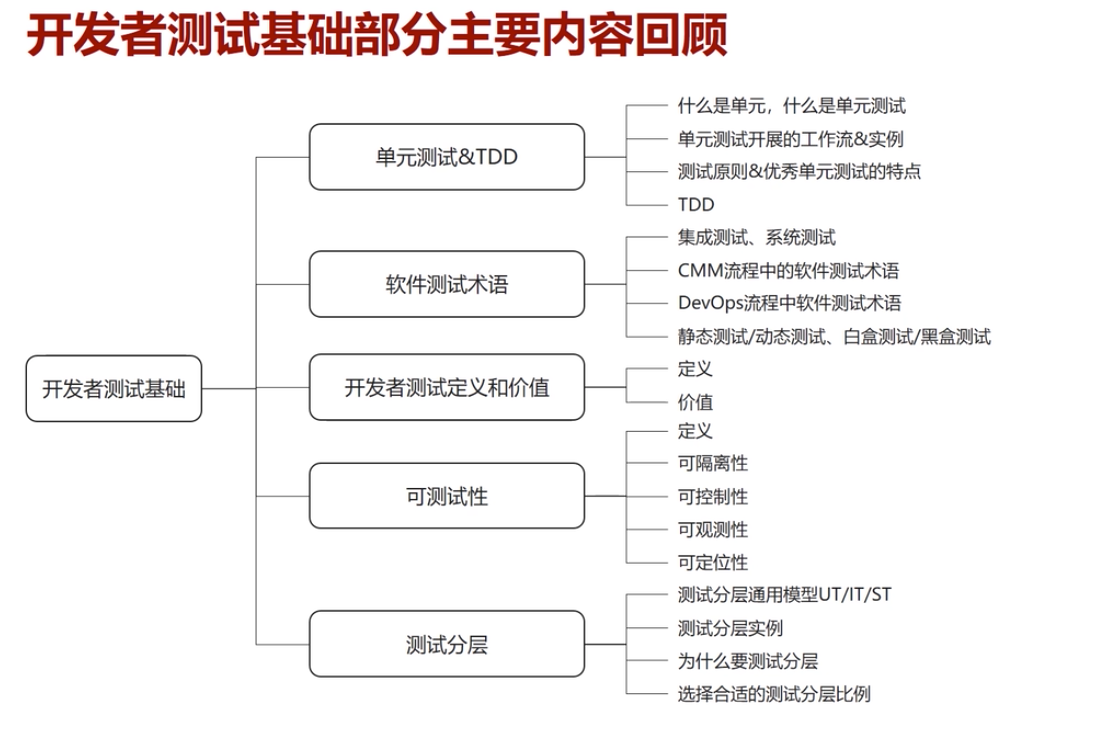 开发者测试基础部分主要内容回顾
开发者测试基础
单元测试&TDD
什么是单元，什么是单元测试
单元测试开展的工作流&实例
测试原则&优秀单元测试的特点
TDD
软件测试术语
集成测试、系统测试
CMM流程中的软件测试术语
DevOps流程中软件测试术语
静态测试/动态测试、白盒测试/黑盒测试
开发者测试定义和价值
定义
价值
可测试性
定义
可隔离性
可控制性
可观测性
可定位性
测试分层
测试分层通用模型UT/IT/ST
测试分层实例
为什么要测试分层
选择合适的测试分层比例